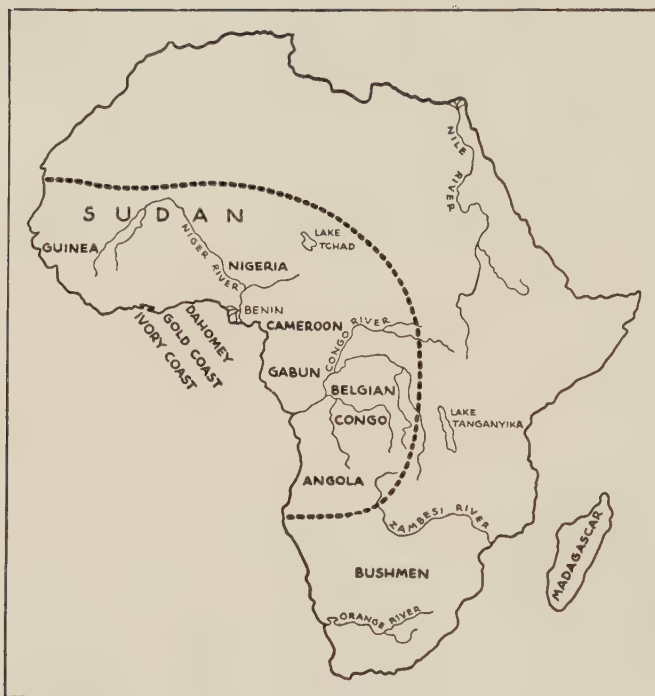 NILE RIVER
SUDAN
GUINEA
NIGER RIVER
LAKE
TCHAD
NIGERIA
BENIN
DAHOMEY
GOLD COAST
IVORY COAST
CAMEROON
CONGO RIVER
GABUN
BELGIAN
CONGO
LAKE
TANGANYIKA
ANGOLA
NAMBESI RIVER
MADAGASCAR
BUSHMEN
ORANGE RIVER